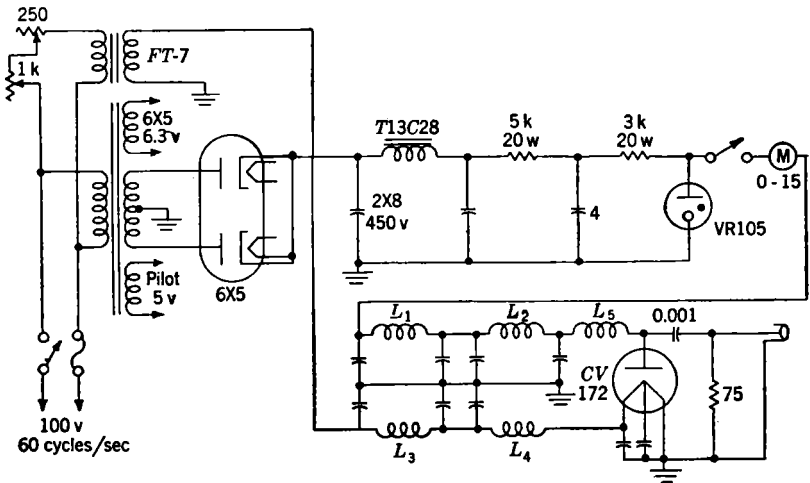 250
1 k
FT-7
6X5
6.3 v
Pilot
5 v
6X5
T13C28
2X8
450 v
5 k
20 w
4
3 k
20 w
M
0-15
VR105
L1
L2
L5
0.001
CV
172
75
L3
L4
100 v
60 cycles/sec